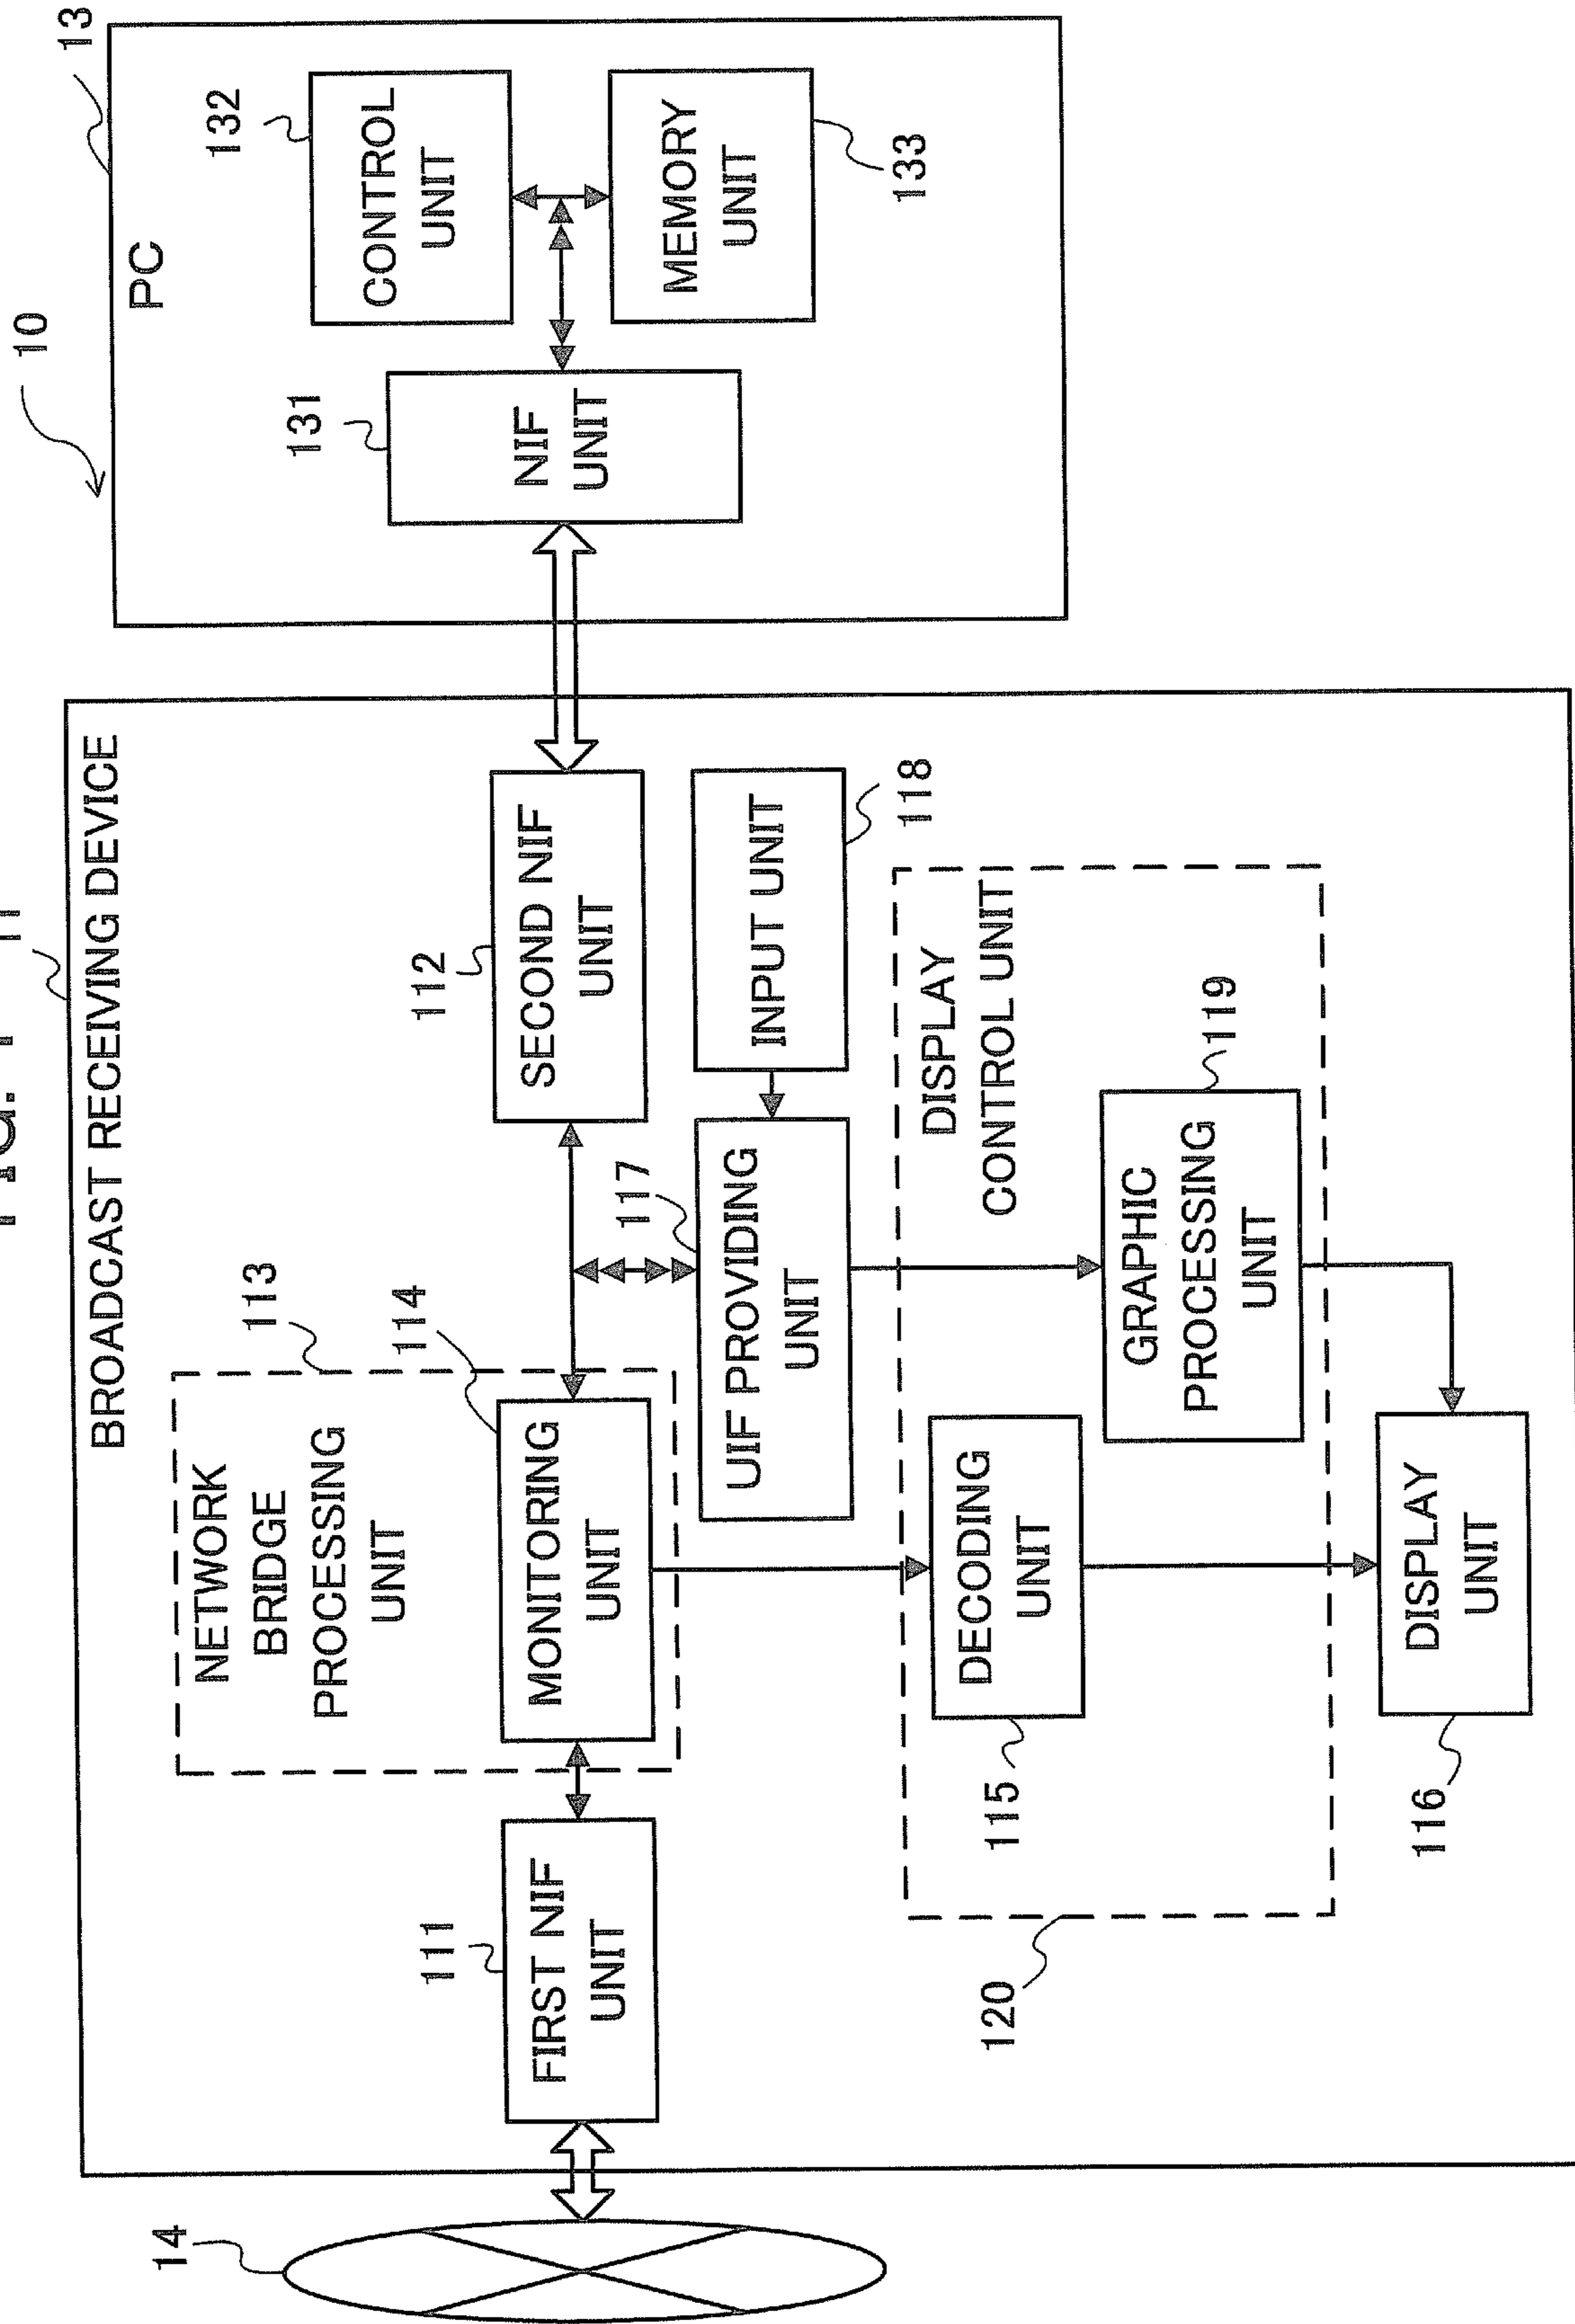 FIG. 1
11
BROADCAST RECEIVING DEVICE
10
13
PC
14
111
FIRST NIF
UNIT
113
NETWORK
BRIDGE
PROCESSING
UNIT
114
MONITORING
UNIT
112
SECOND NIF
UNIT
117
UIF PROVIDING
UNIT
INPUT UNIT
118
131
NIF
UNIT
132
CONTROL
UNIT
MEMORY
UNIT
133
120
DISPLAY
CONTROL UNIT
115
DECODING
UNIT
GRAPHIC
PROCESSING
UNIT
119
DISPLAY
UNIT
116